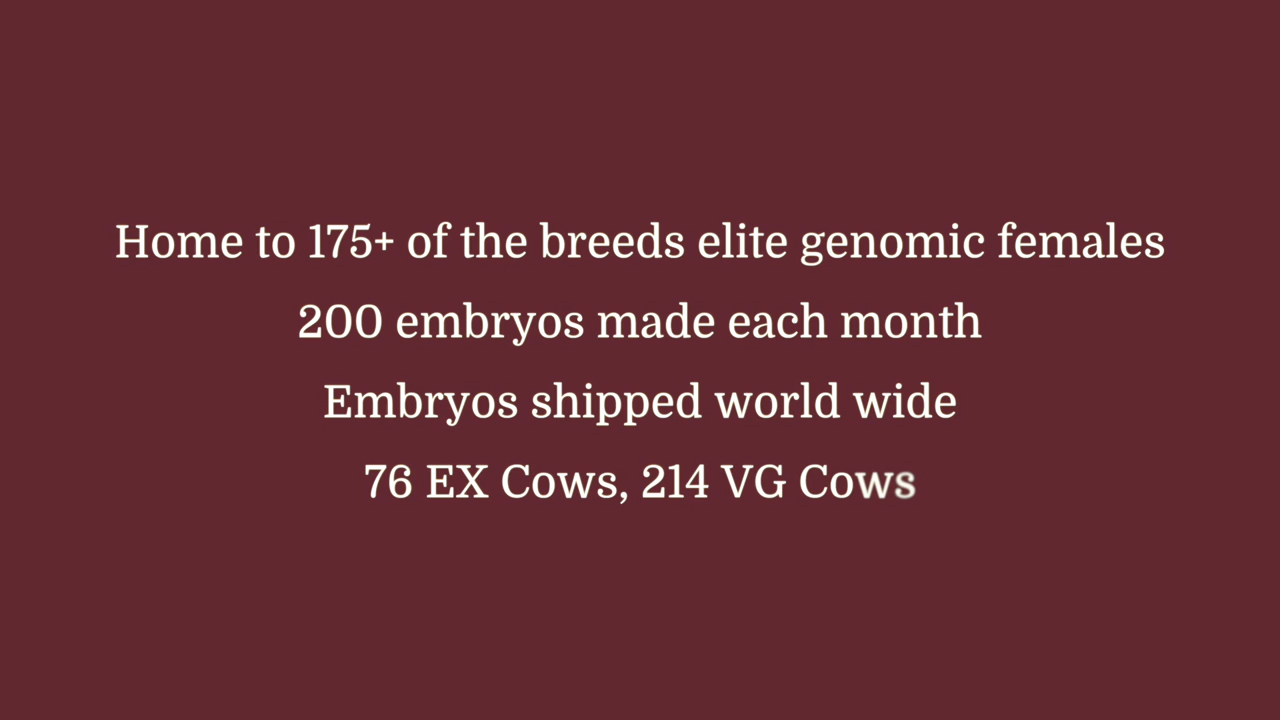 Home to 175+ of the breeds elite genomic females
200 embryos made each month
Embryos shipped world wide
76 EX Cows, 214 VG Cows